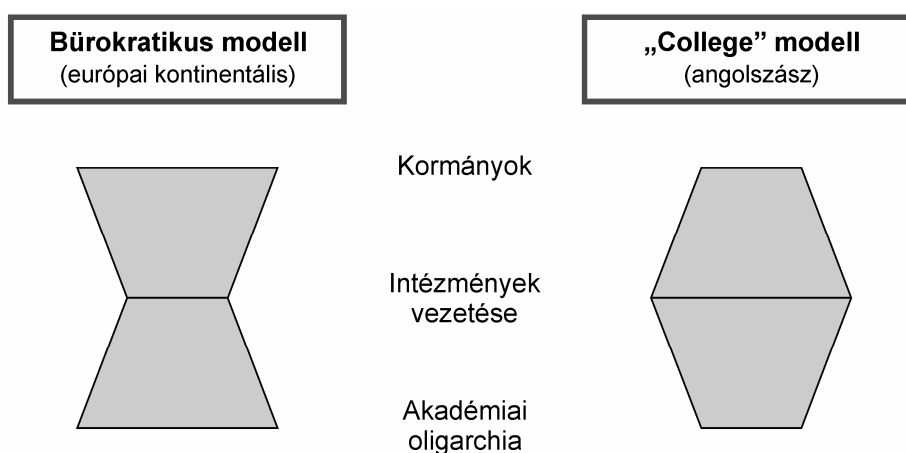 Bürokratikus modell
(európai kontinentális)
„College” modell
(angolszász)
Kormányok
Intézmények
vezetése
Akadémiai
oligarchia